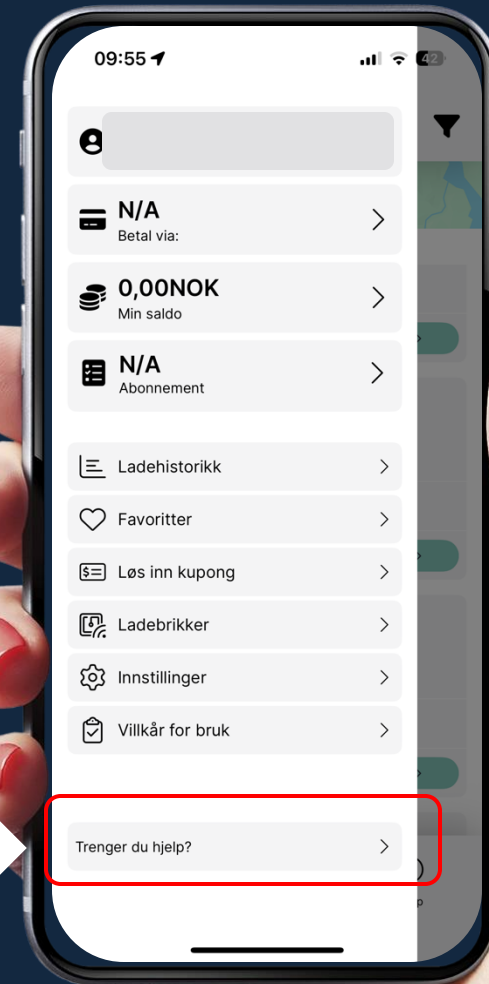 09:55
42
N/A
Betal via:
0,00NOK
Min saldo
N/A
Abonnement
Ladehistorikk
Favoritter
Løs inn kupong
Ladebrikker
Innstillinger
Villkår for bruk
Trenger du hjelp?
p